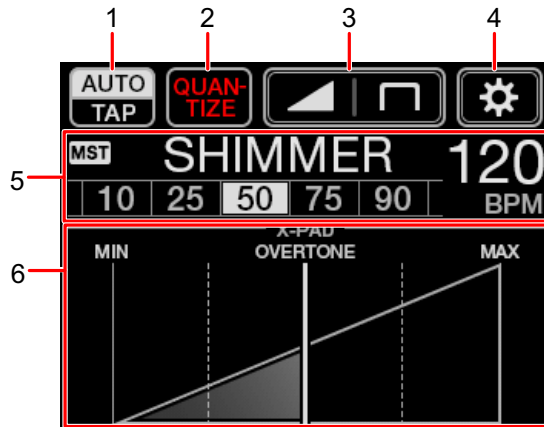 1 2 3 4
AUTO
TAP
QUAN-
TIZE
5
MST SHIMMER 120
10 25 50 75 90 BPM
6
X-PAD
MIN OVERTONE MAX